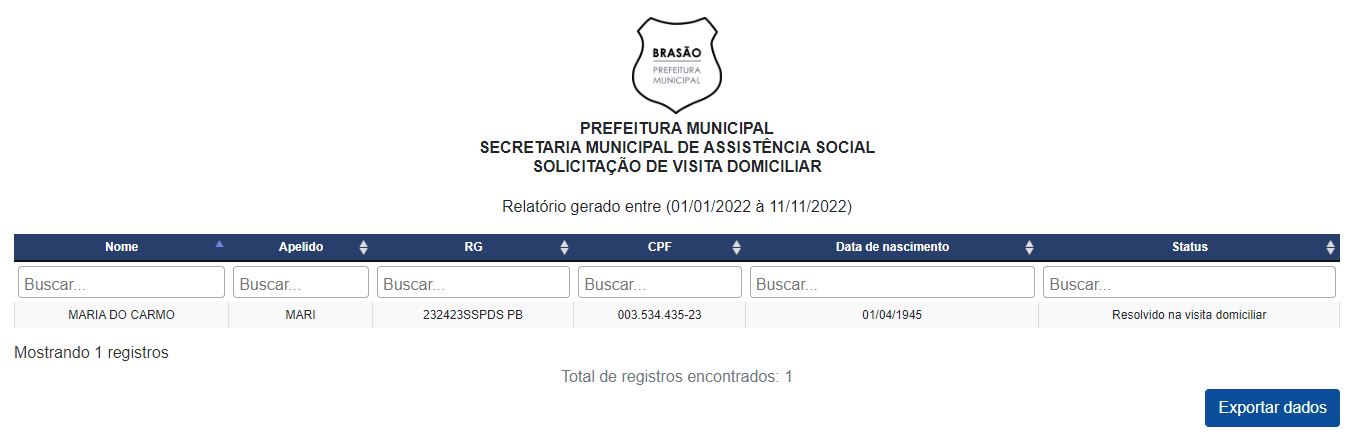 BRASÃO
PREFEITURA
MUNICIPAL
PREFEITURA MUNICIPAL
SECRETARIA MUNICIPAL DE ASSISTÊNCIA SOCIAL
SOLICITAÇÃO DE VISITA DOMICILIAR
Relatório gerado entre (01/01/2022 à 11/11/2022)
Nome Apelido RG CPF Data de nascimento Status
Buscar... Buscar... Buscar... Buscar... Buscar... Buscar...
MARIA DO CARMO MARI 232423SSPDS PB 003.534.435-23 01/04/1945 Resolvido na visita domiciliar
Mostrando 1 registros
Total de registros encontrados: 1
Exportar dados